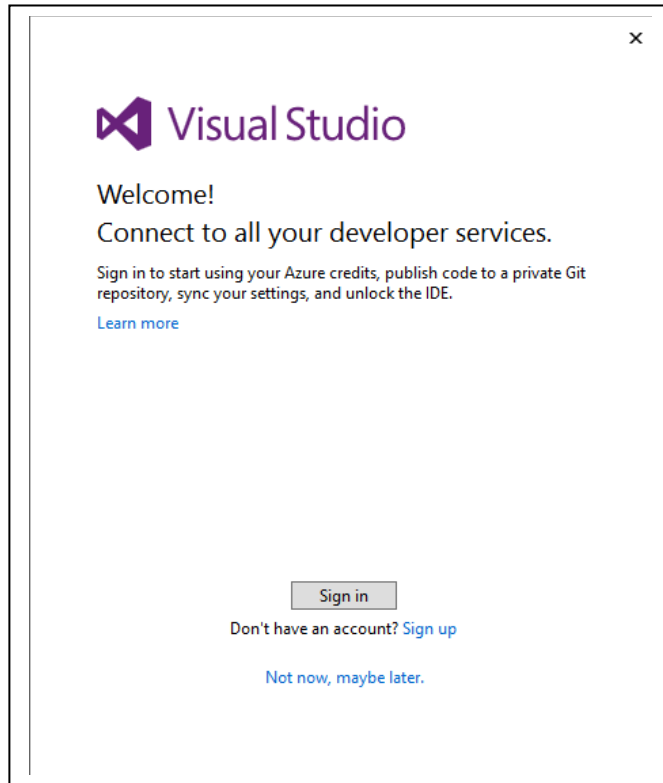 Visual Studio
Welcome!
Connect to all your developer services.
Sign in to start using your Azure credits, publish code to a private Git
repository, sync your settings, and unlock the IDE.
Learn more
Sign in
Don't have an account? Sign up
Not now, maybe later.